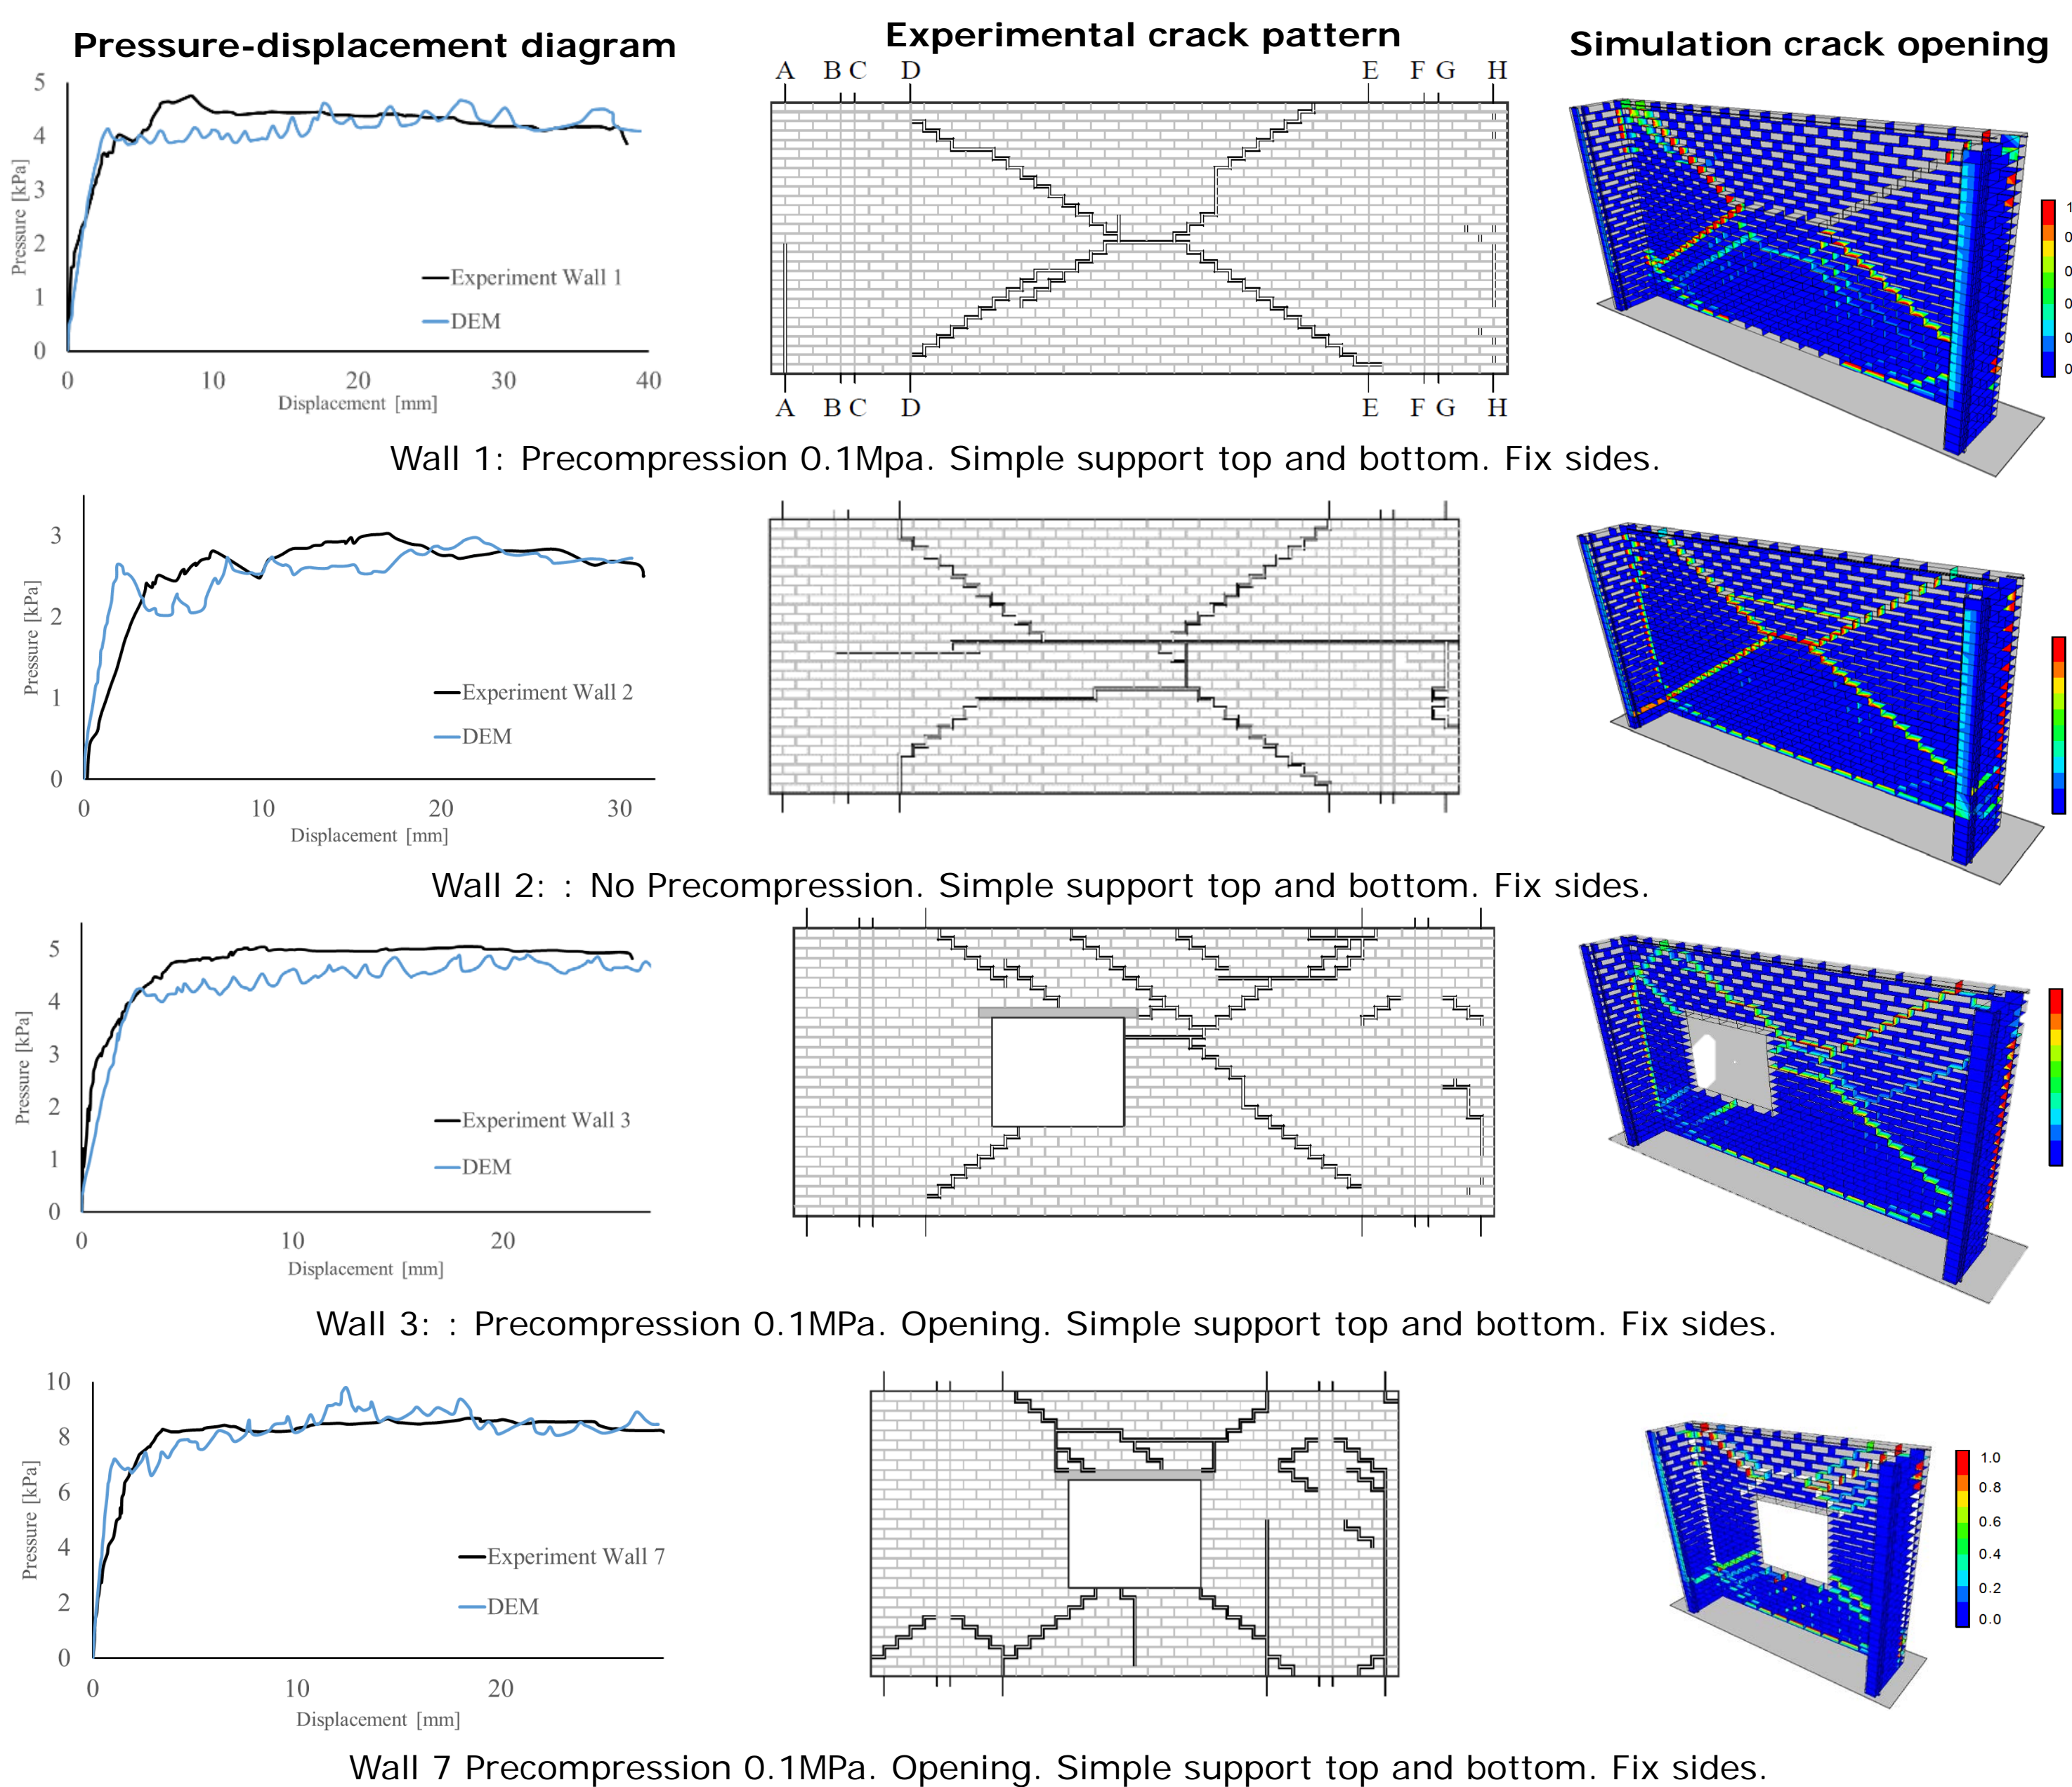 Pressure-displacement diagram
Experimental crack pattern
Simulation crack opening
5
4
3
2
1
0
Pressure [kPa]
Experiment Wall 1
DEM
0 10 20 30 40
Displacement [mm]
A B C D E F G H
A B C D E F G H
1
0
0
0
0
0
Wall 1: Precompression 0.1Mpa. Simple support top and bottom. Fix sides.
3
2
1
0
Pressure [kPa]
Experiment Wall 2
DEM
0 10 20 30
Displacement [mm]
Wall 2: : No Precompression. Simple support top and bottom. Fix sides.
5
4
3
2
1
0
Pressure [kPa]
Experiment Wall 3
DEM
0 10 20
Displacement [mm]
Wall 3: : Precompression 0.1MPa. Opening. Simple support top and bottom. Fix sides.
10
8
6
4
2
0
Pressure [kPa]
Experiment Wall 7
DEM
0 10 20
Displacement [mm]
1.0
0.8
0.6
0.4
0.2
0.0
Wall 7 Precompression 0.1MPa. Opening. Simple support top and bottom. Fix sides.